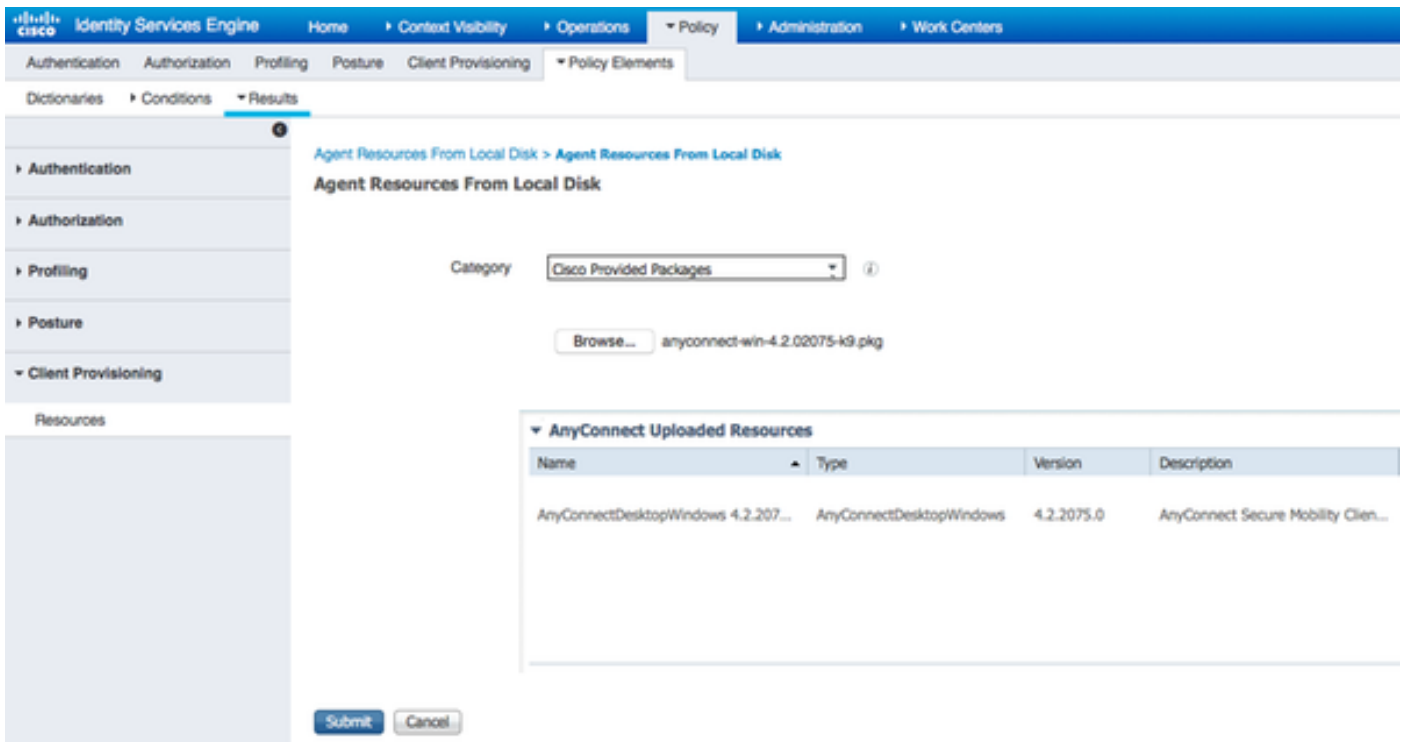 cisco Identity Services Engine Home Context Visibility Operations Policy Administration Work Centers
Authentication Authorization Profiling Posture Client Provisioning Policy Elements
Dictionaries Conditions Results
Agent Resources From Local Disk > Agent Resources From Local Disk
Authentication
Agent Resources From Local Disk
Authorization
Profiling
Category Cisco Provided Packages
Posture
Browse... anyconnect-win-4.2.02075-k9.pkg
Client Provisioning
Resources
AnyConnect Uploaded Resources
Name Type Version Description
AnyConnectDesktopWindows 4.2.207... AnyConnectDesktopWindows 4.2.2075.0 AnyConnect Secure Mobility Clien...
Submit Cancel